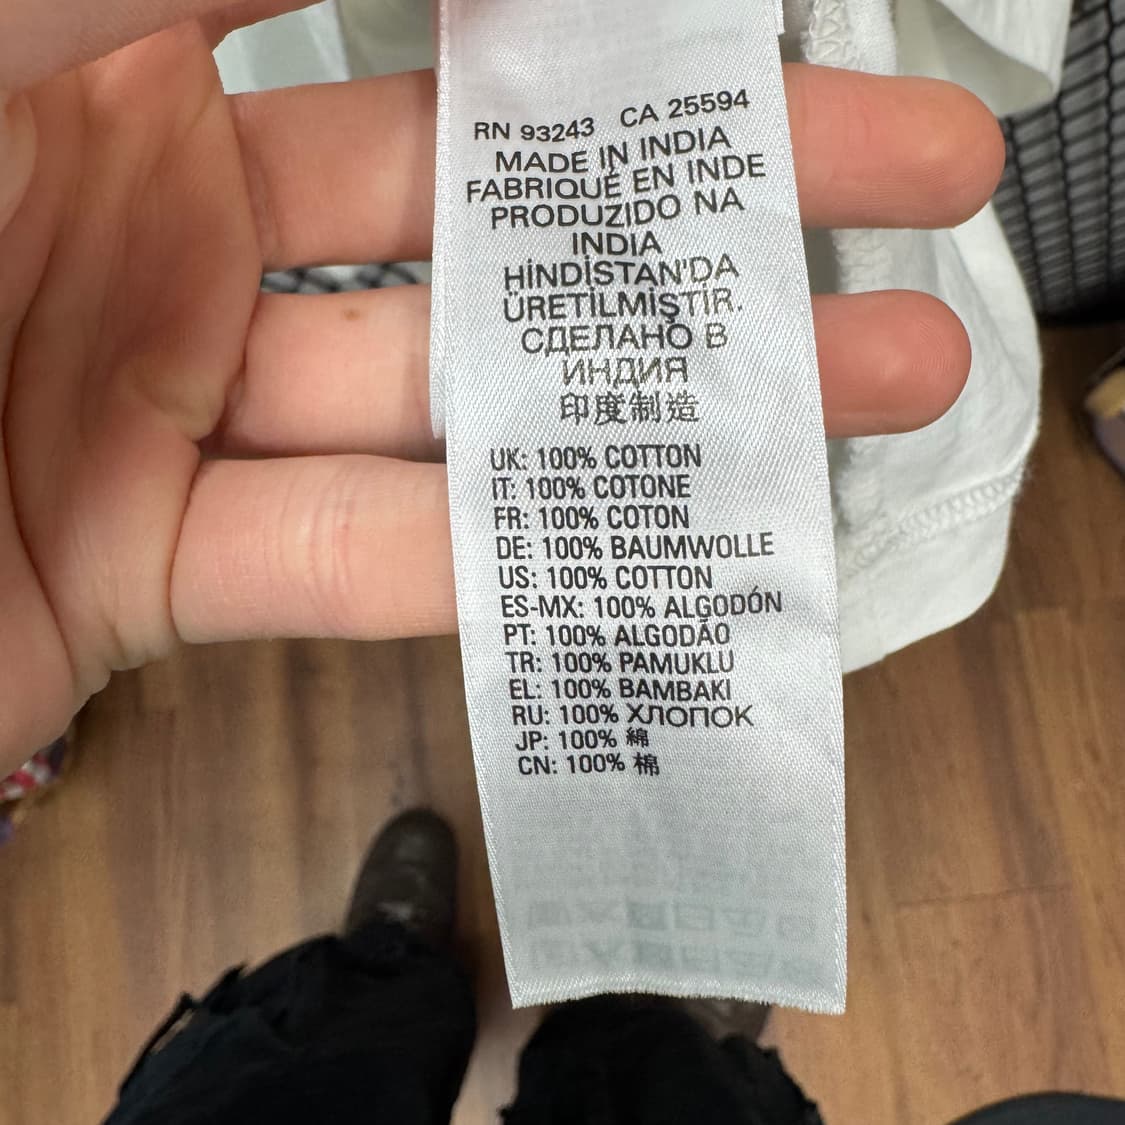 RN 93243 CA 25594
MADE IN INDIA
FABRIQUÉ EN INDE
PRODUZIDO NA
INDIA
HİNDİSTAN'DA
ÜRETİLMİŞTİR.
СДЕЛАНО В
ИНДИЯ
印度制造
UK: 100% COTTON
IT: 100% COTONE
FR: 100% COTON
DE: 100% BAUMWOLLE
US: 100% COTTON
ES-MX: 100% ALGODÓN
PT: 100% ALGODÃO
TR: 100% PAMUKLU
EL: 100% BAMBAKI
RU: 100% ХЛОПОК
JP: 100% 綿
CN: 100% 棉